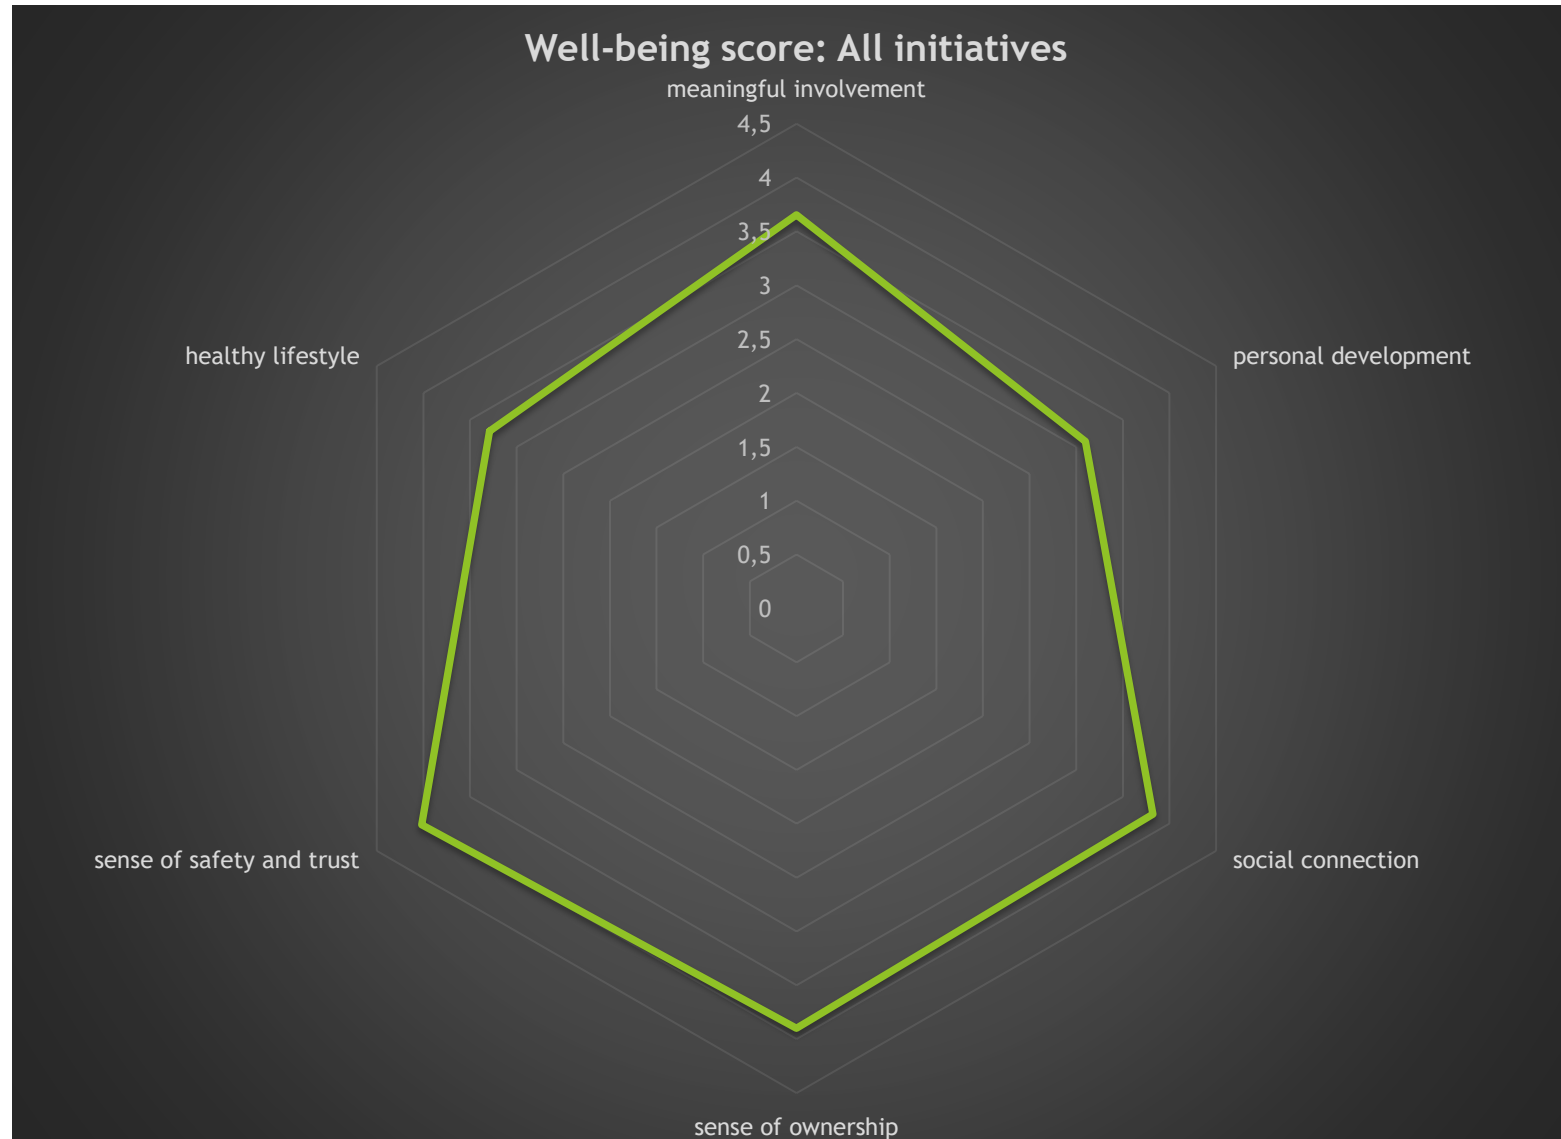 Well-being score: All initiatives
meaningful involvement
4,5
4
3,5
3
2,5
2
1,5
1
0,5
0
healthy lifestyle
personal development
sense of safety and trust
social connection
sense of ownership